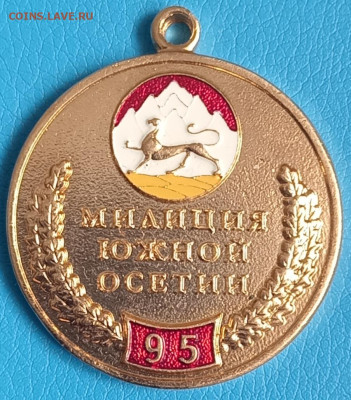 COINS.LAVE.RU
МИЛИЦИЯ
ЮЖНОЙ
ОСЕТИИ
95